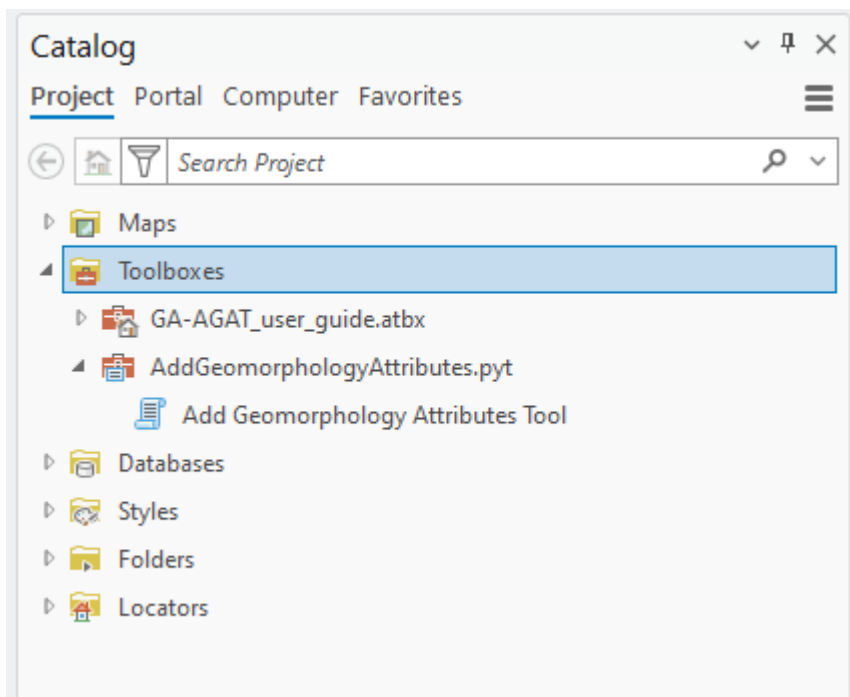 Catalog
Project Portal Computer Favorites
Search Project
Maps
Toolboxes
GA-AGAT_user_guide.atbx
AddGeomorphologyAttributes.pyt
Add Geomorphology Attributes Tool
Databases
Styles
Folders
Locators